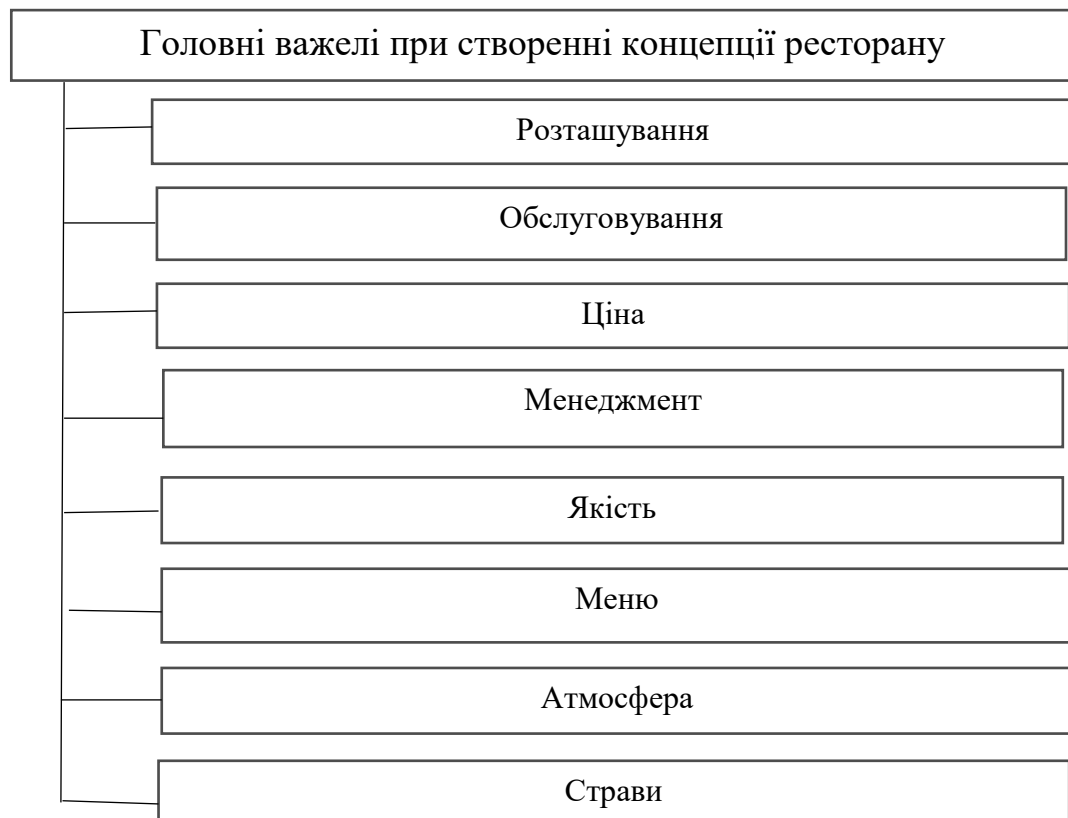 Головні важелі при створенні концепції ресторану
Розташування
Обслуговування
Ціна
Менеджмент
Якість
Меню
Атмосфера
Страви